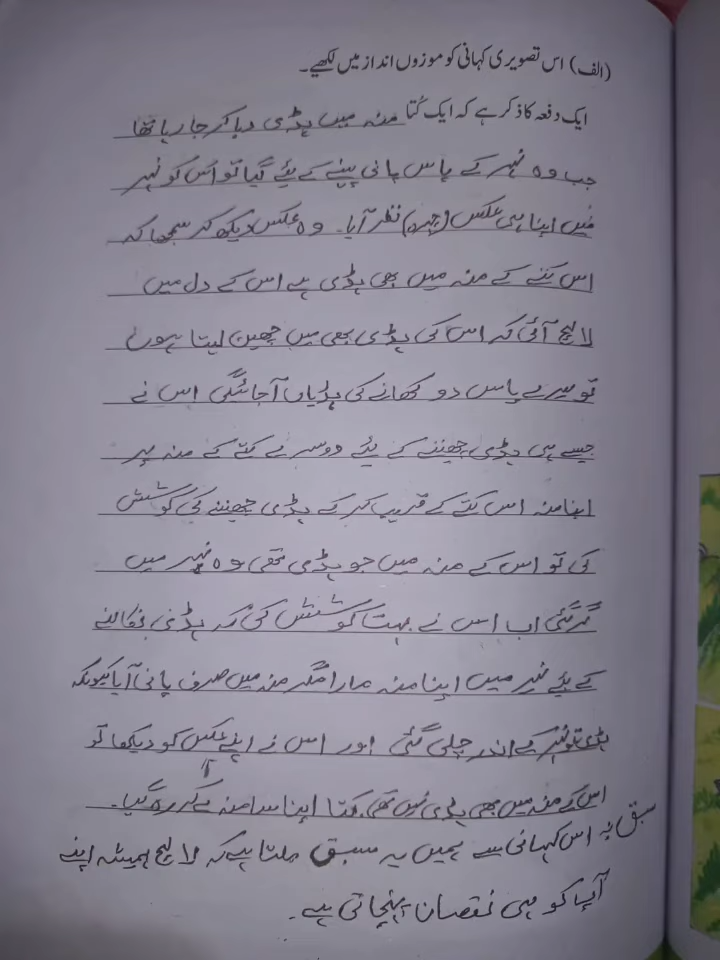 (الف) اس تصویری کہانی کو موزوں انداز میں لکھیے۔
ایک دفعہ کا ذکر ہے کہ ایک کتا منہ میں ہڈی دبا کر جا رہا تھا
جب وہ نہر کے پاس پانی پینے کے لئے گیا تو اس کو نہر
میں اپنا ہی عکس (چہرہ) نظر آیا۔ وہ عکس دیکھ کر سمجھا کہ
اس کتے کے منہ میں بھی ہڈی ہے اس کے دل میں
لالچ آئی کہ اس کی ہڈی بھی میں چھین لیتا ہوں
تو میرے پاس دو کھانے کی ہڈیاں آجائنگی اس نے
جیسے ہی ہڈی چھیننے کے لئے دوسرے کتے کے منہ پر
اپنا منہ اس کتے کے قریب کر کے ہڈی چھیننے کی کوشش
کی تو اس کے منہ میں جو ہڈی تھی وہ نہر میں
گر گئی اب اس نے بہت کوشش کی کہ ہڈی نکالنے
کے لئے نہر میں اپنا منہ مارا مگر منہ میں صرف پانی آیا کیونکہ
ہڈی تو نہر کے اندر چلی گئی اور اس نے اپنے عکس کو دیکھا تو
اس کے منہ میں بھی ہڈی نہیں تھی۔ کتا اپنا سا منہ لے کر رہ گیا۔
سبق :۔ اس کہانی سے ہمیں یہ سبق ملتا ہے کہ لالچ ہمیشہ اپنے
آپ کو ہی نقصان پہنچاتی ہے۔